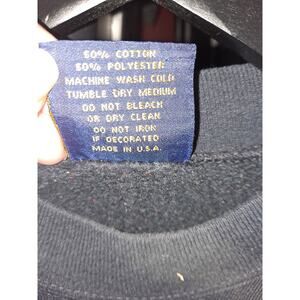 50% COTTON
50% POLYESTER
MACHINE WASH COLD
TUMBLE DRY MEDIUM
DO NOT BLEACH
OR DRY CLEAN
DO NOT IRON
IF DECORATED
MADE IN U.S.A.